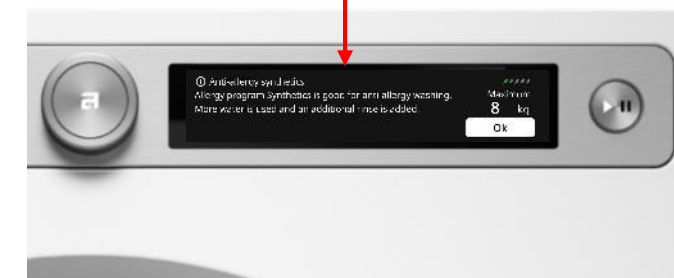 Anti-allergy synthetics
Allergy program Synthetics is good for anti allergy washing.
More water is used and an additional rinse is added.
Maximum
8 kg
Ok
a